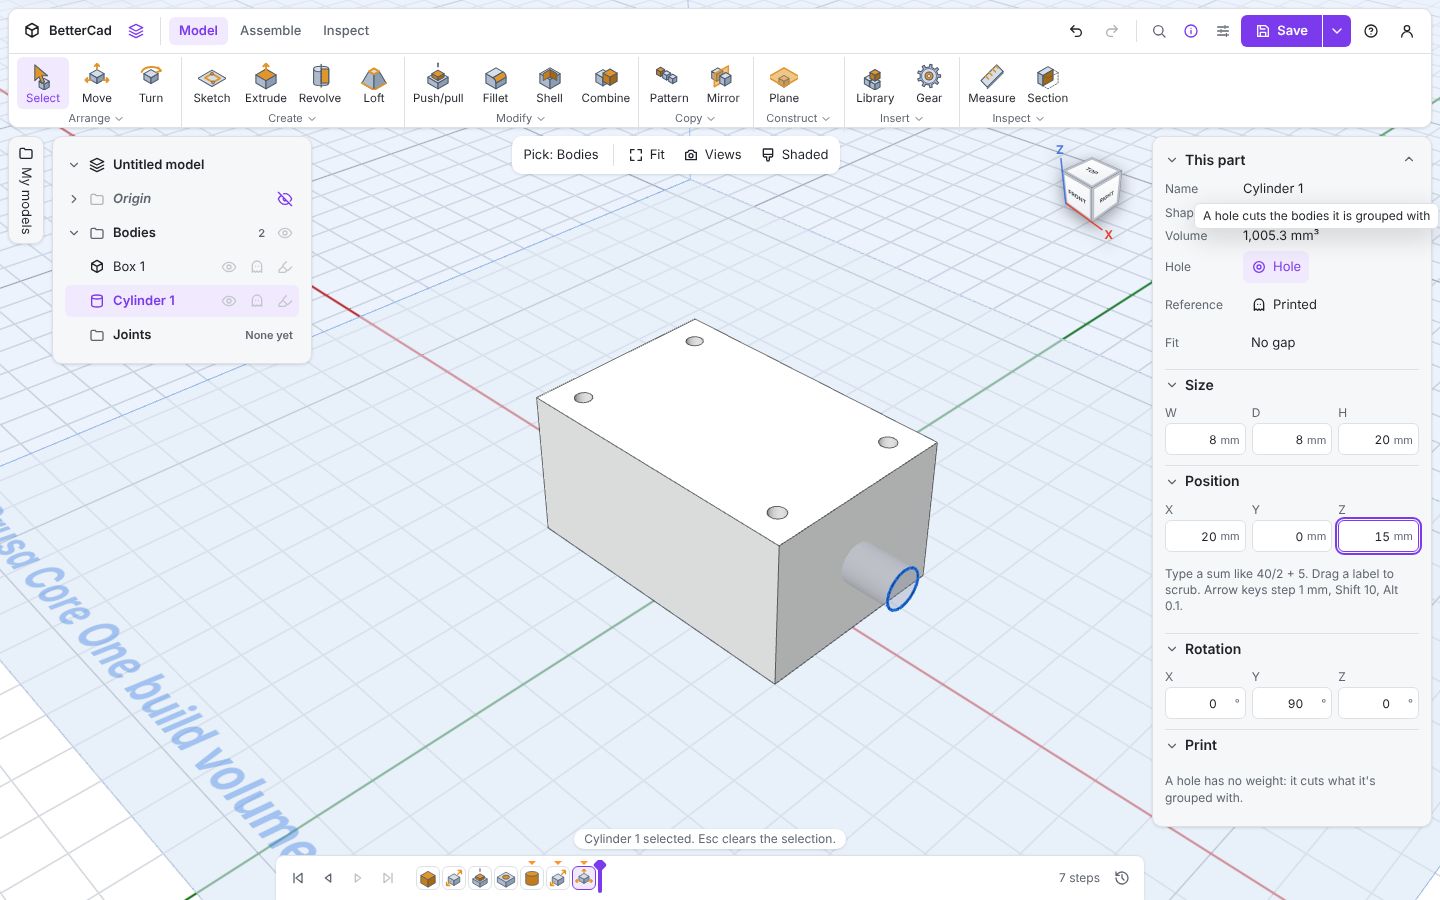 BetterCad
Model
Assemble
Inspect
Save
Select
Move
Turn
Sketch
Extrude
Revolve
Loft
Push/pull
Fillet
Shell
Combine
Pattern
Mirror
Plane
Library
Gear
Measure
Section
Arrange
Create
Modify
Copy
Construct
Insert
Inspect
My models
Untitled model
Origin
Bodies 2
Box 1
Cylinder 1
Joints None yet
Pick: Bodies
Fit
Views
Shaded
Z
TOP
FRONT
RIGHT
X
This part
Name Cylinder 1
Shap
A hole cuts the bodies it is grouped with
Volume 1,005.3 mm³
Hole Hole
Reference Printed
Fit No gap
Size
W D H
8 mm 8 mm 20 mm
Position
X Y Z
20 mm 0 mm 15 mm
Type a sum like 40/2 + 5. Drag a label to
scrub. Arrow keys step 1 mm, Shift 10, Alt
0.1.
Rotation
X Y Z
0 ° 90 ° 0 °
Print
A hole has no weight: it cuts what it's
grouped with.
usa Core One build volume
Cylinder 1 selected. Esc clears the selection.
7 steps